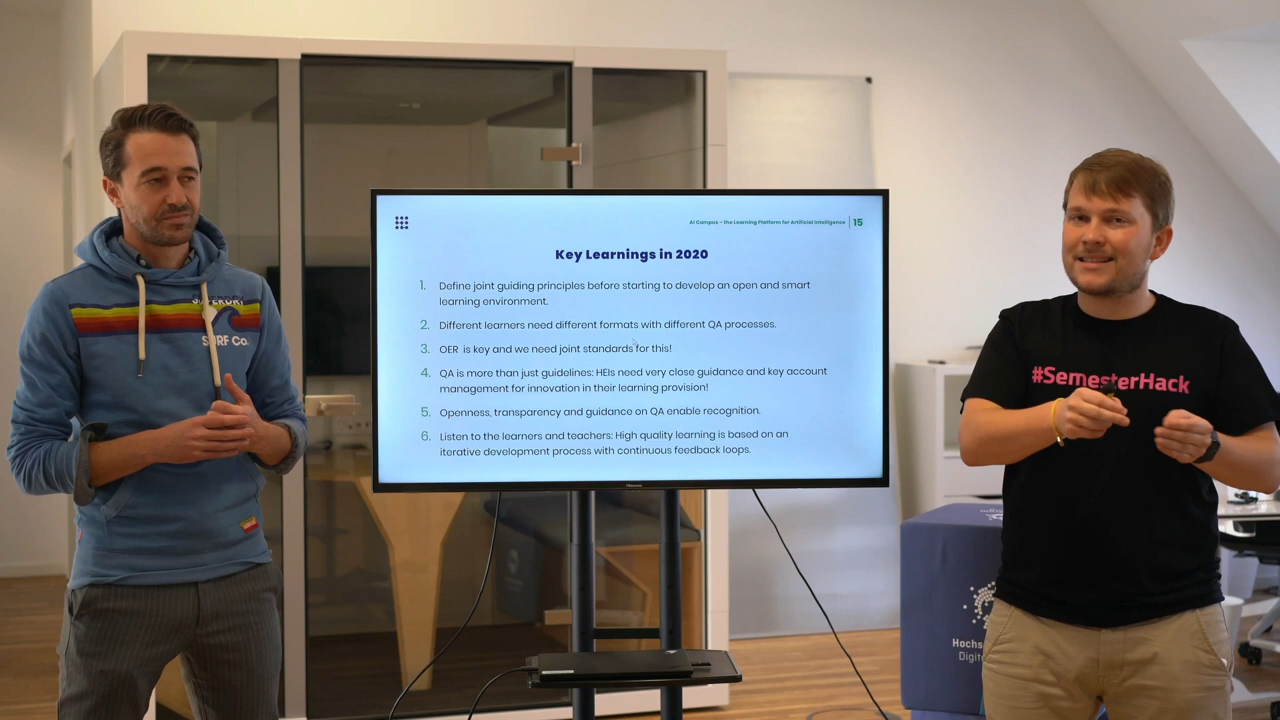 AI Campus – the Learning Platform for Artificial Intelligence 15
Key Learnings in 2020
1. Define joint guiding principles before starting to develop an open and smart
learning environment.
2. Different learners need different formats with different QA processes.
3. OER is key and we need joint standards for this!
4. QA is more than just guidelines: HEIs need very close guidance and key account
management for innovation in their learning provision!
5. Openness, transparency and guidance on QA enable recognition.
6. Listen to the learners and teachers: High quality learning is based on an
iterative development process with continuous feedback loops.
Hisense
SUPERDRY
SURF Co.
#SemesterHack
Hochs
Digit